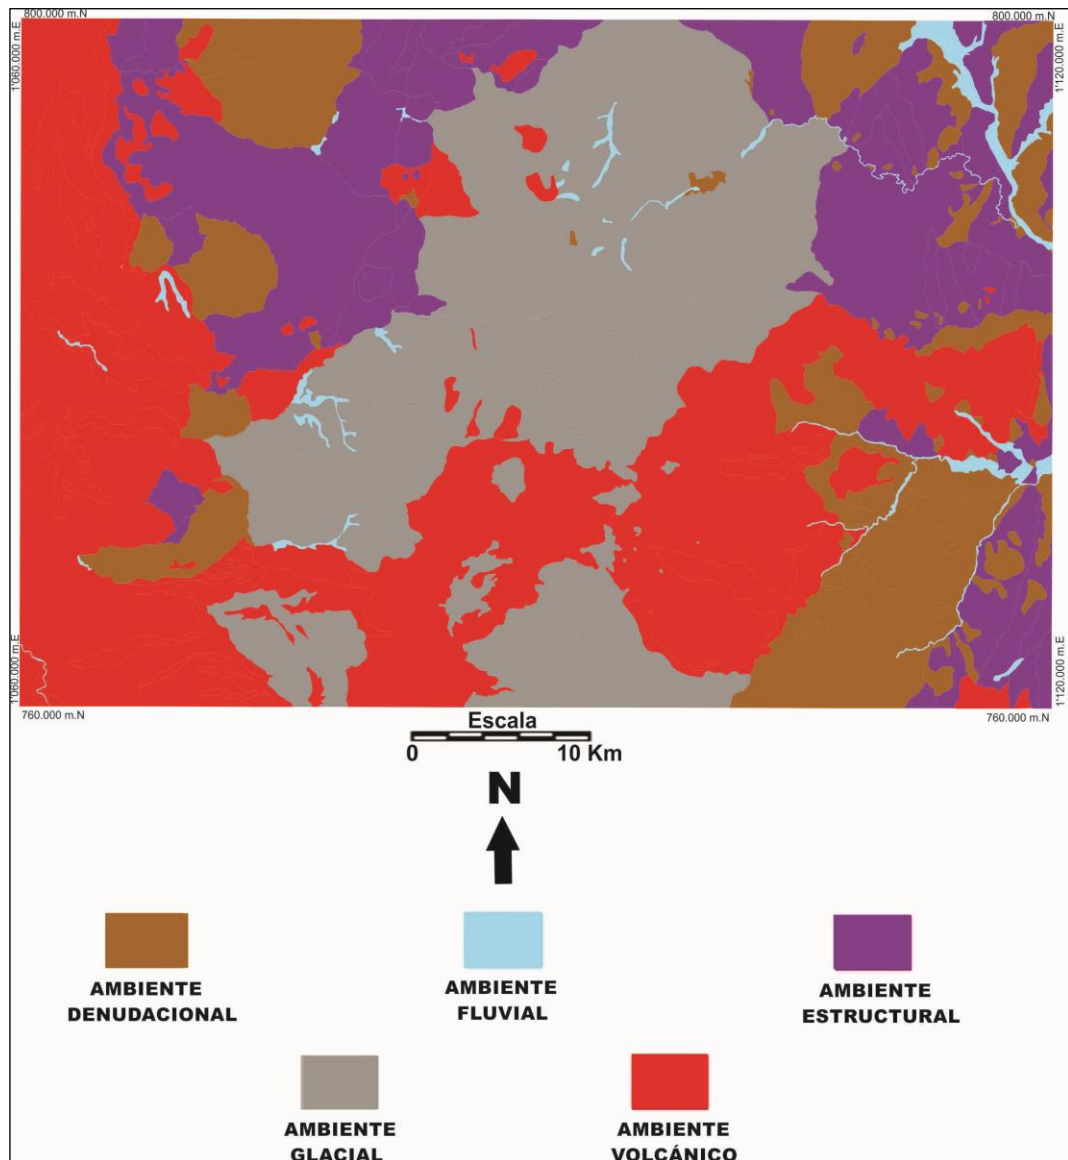 800.000 m.N
800.000 m.N
1'060.000 m.E
1'120.000 m.E
1'060.000 m.E
1'120.000 m.E
760.000 m.N
760.000 m.N
Escala
0 10 Km
N
AMBIENTE
DENUDACIONAL
AMBIENTE
FLUVIAL
AMBIENTE
ESTRUCTURAL
AMBIENTE
GLACIAL
AMBIENTE
VOLCÁNICO